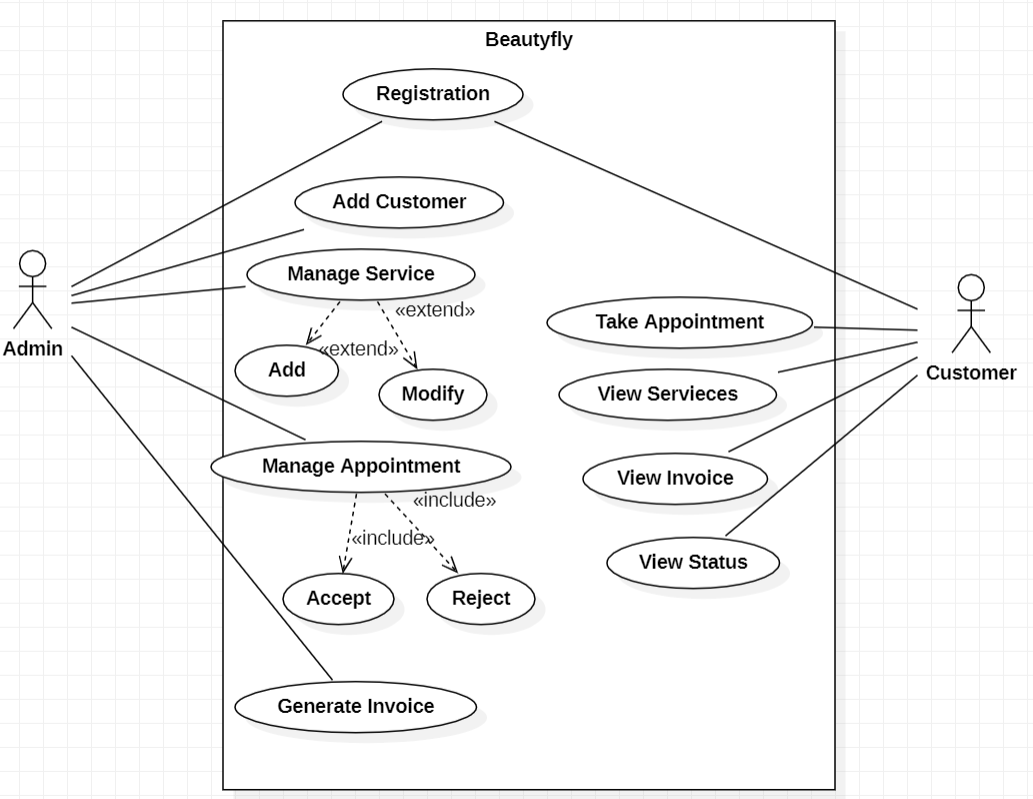 Beautyfly
Registration
Add Customer
Manage Service
«extend»
Take Appointment
Admin
«extend»
Add
Customer
Modify
View Servieces
Manage Appointment
View Invoice
«include»
«include»
View Status
Accept
Reject
Generate Invoice